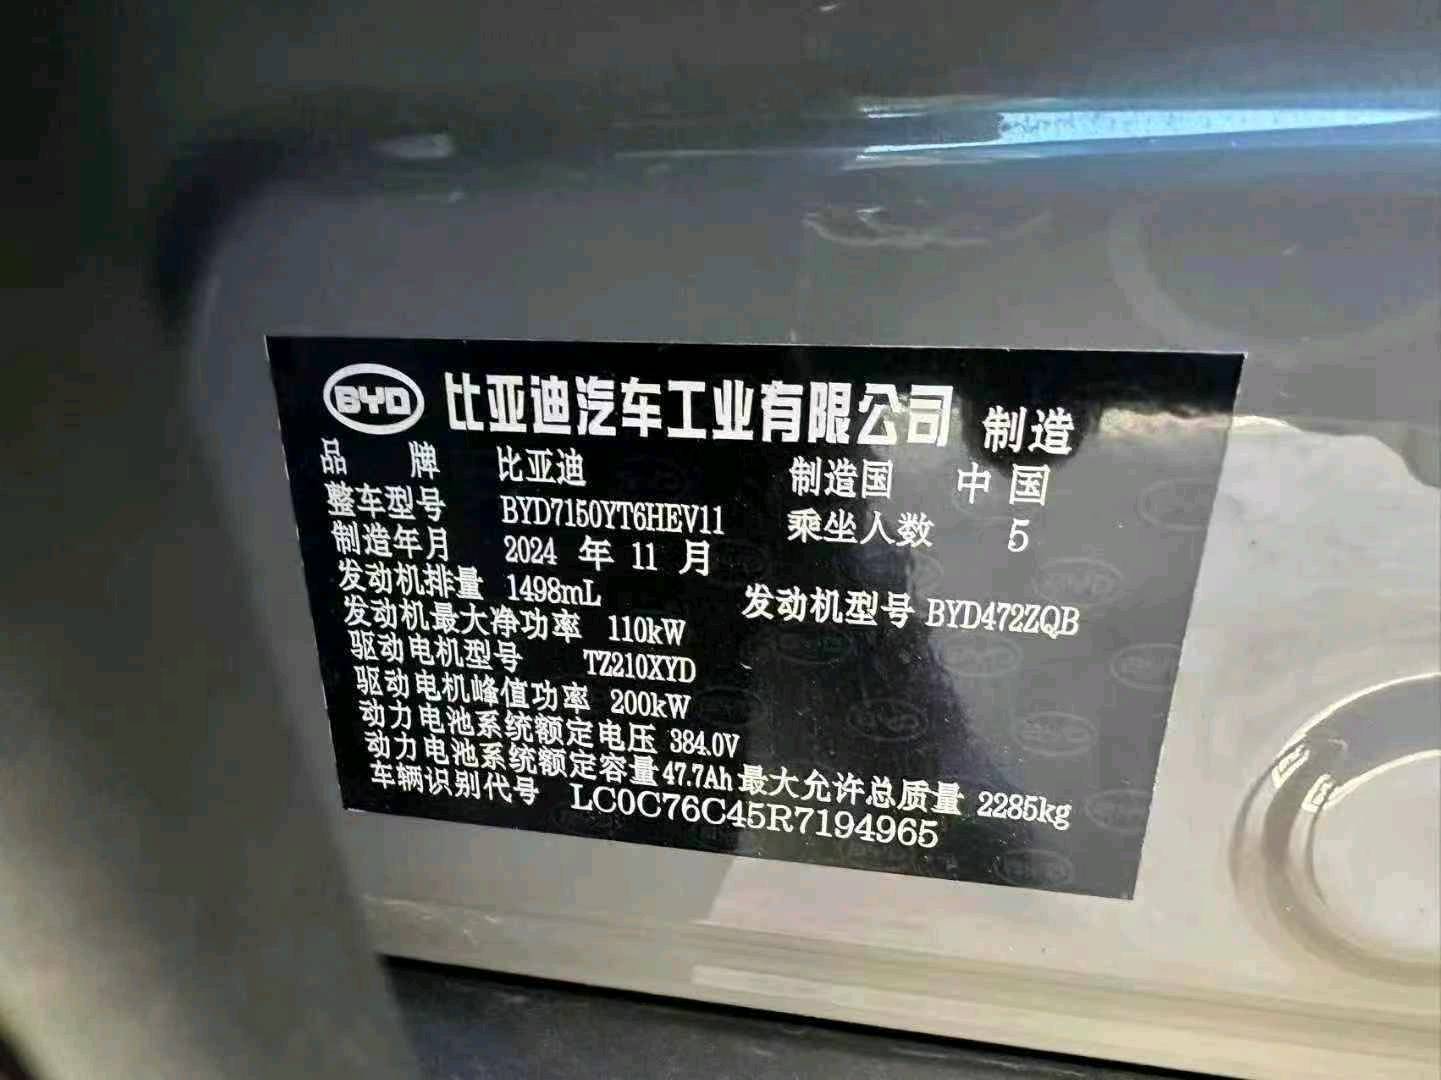 BYD 比亚迪汽车工业有限公司 制造
品 牌 比亚迪 制造国 中国
整车型号 BYD7150YT6HEV11 乘坐人数 5
制造年月 2024 年 11 月
发动机排量 1498mL 发动机型号 BYD472ZQB
发动机最大净功率 110kW
驱动电机型号 TZ210XYD
驱动电机峰值功率 200kW
动力电池系统额定电压 384.0V
动力电池系统额定容量 47.7Ah 最大允许总质量 2285kg
车辆识别代号 LC0C76C45R7194965